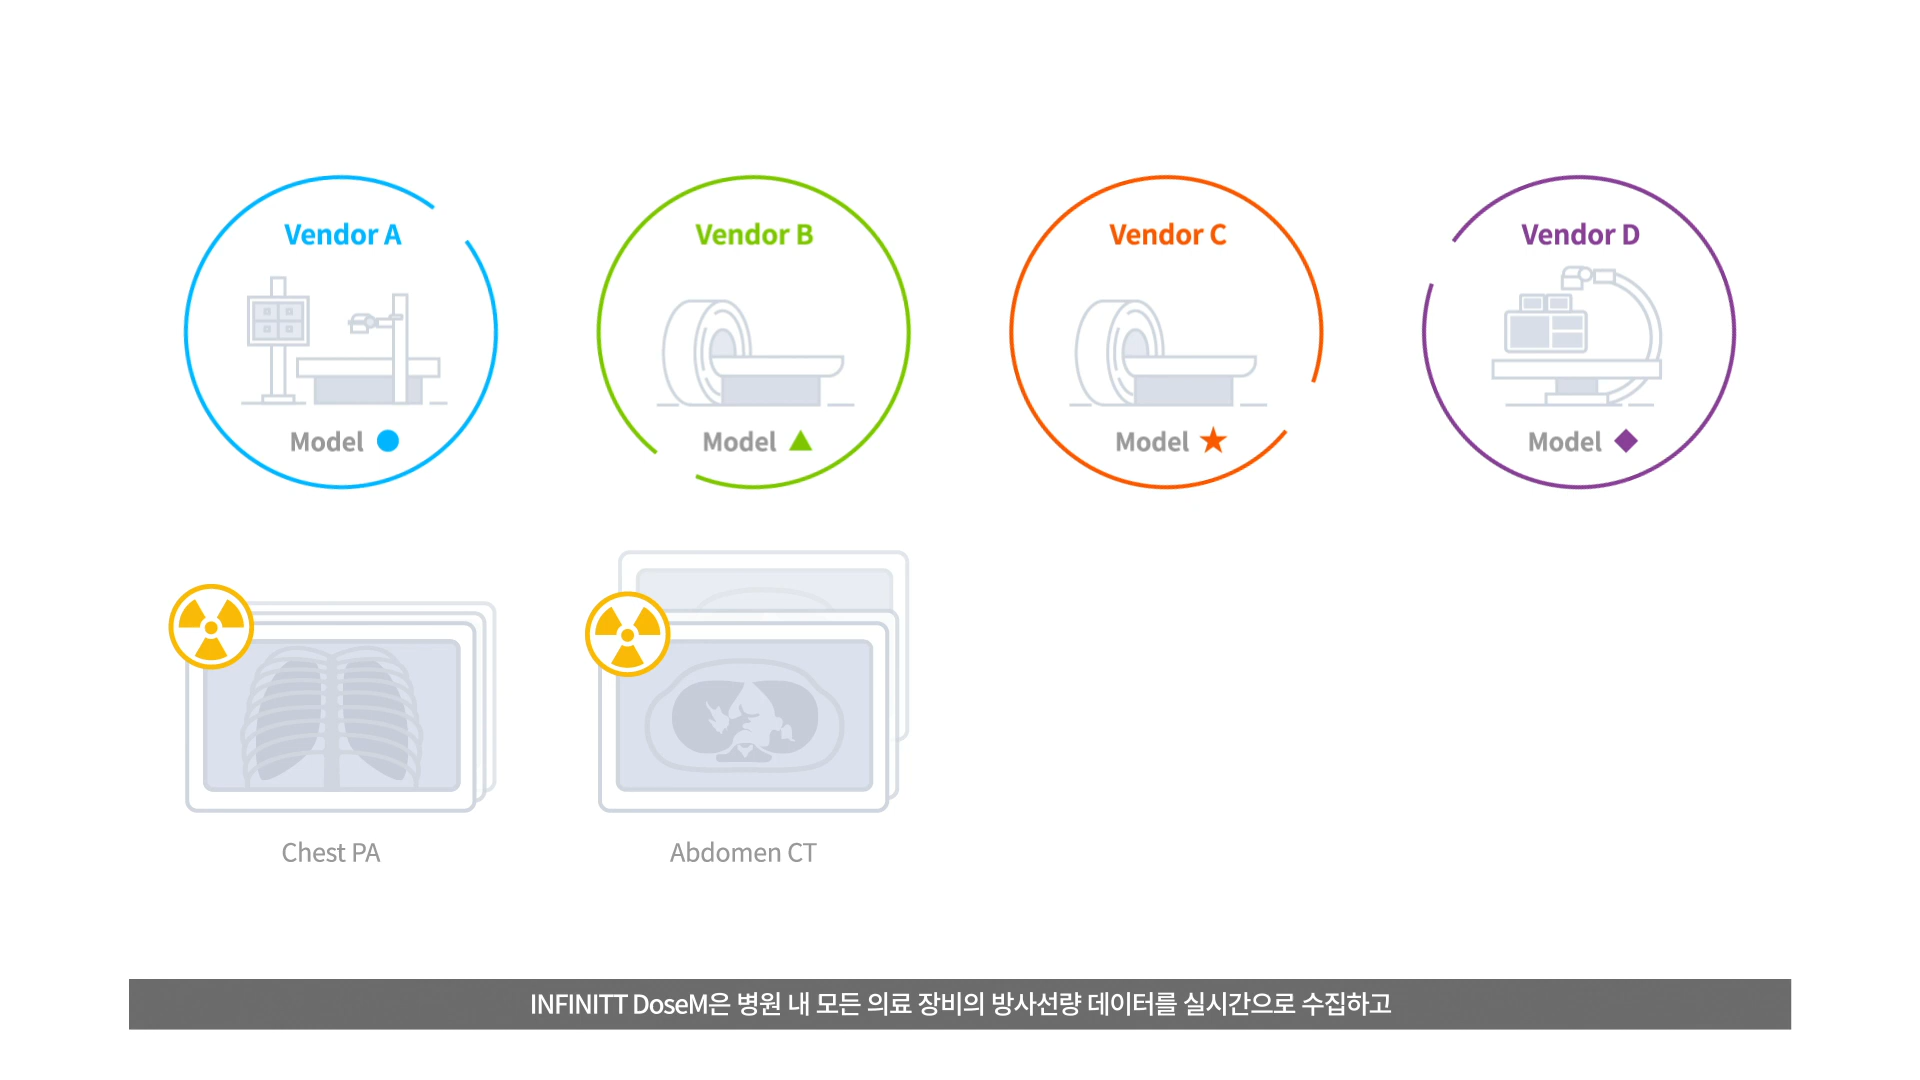 Vendor A
Vendor B
Vendor C
Vendor D
Model
Model
Model
Model
Chest PA
Abdomen CT
INFINITT DoseM은 병원 내 모든 의료 장비의 방사선량 데이터를 실시간으로 수집하고